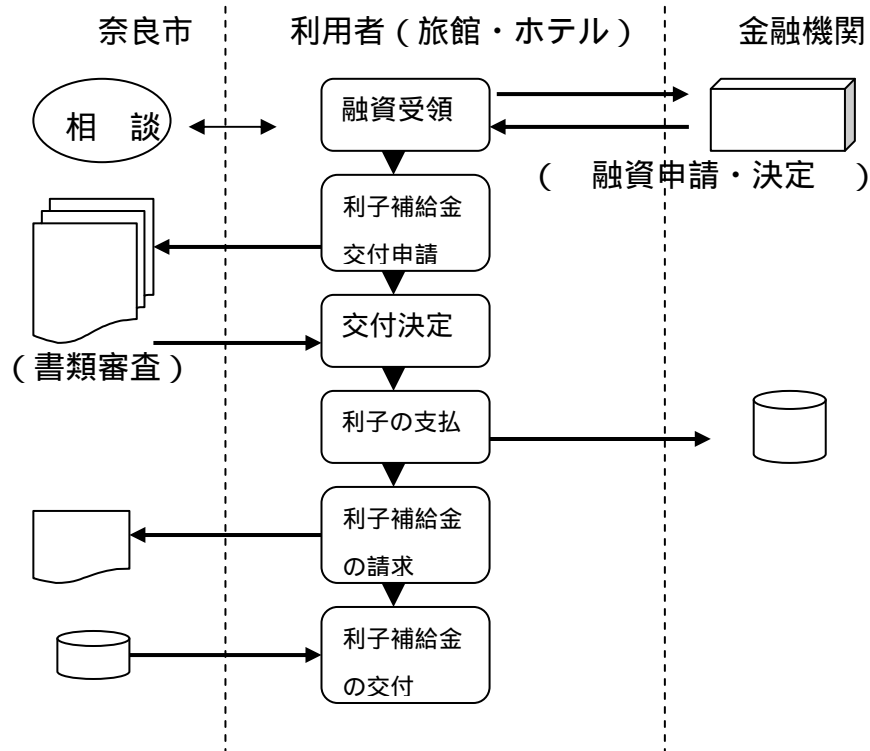 奈良市
利用者(旅館・ホテル)
金融機関
相 談
融資受領
( 融資申請・決定 )
利子補給金
交付申請
交付決定
(書類審査)
利子の支払
利子補給金
の請求
利子補給金
の交付